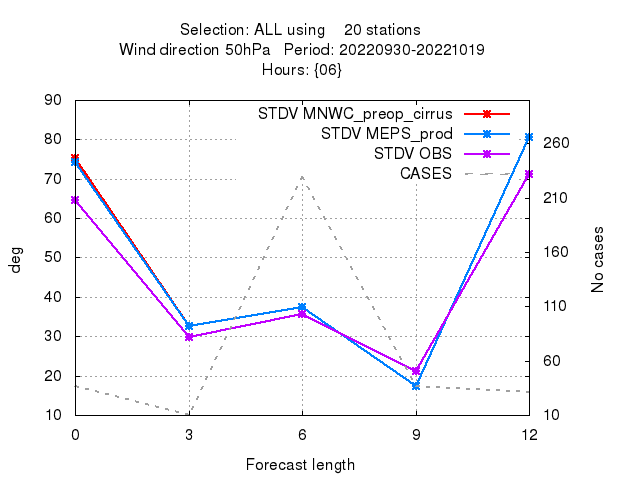 Selection: ALL using 20 stations
Wind direction 50hPa Period: 20220930-20221019
Hours: {06}
STDV MNWC_preop_cirrus
STDV MEPS_prod
STDV OBS
CASES
90
80
70
60
50
40
30
20
10
deg
260
210
160
110
60
10
No cases
0 3 6 9 12
Forecast length